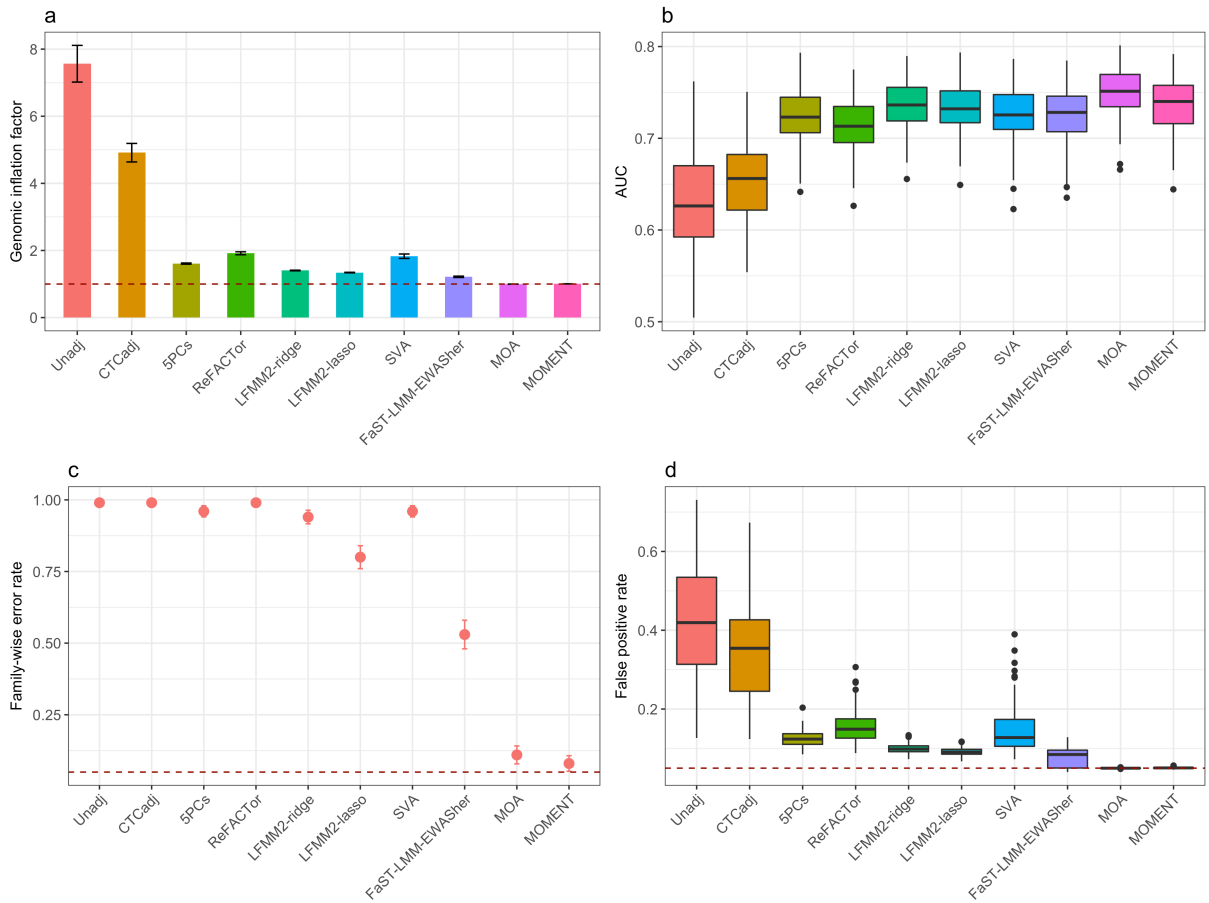 a
Genomic inflation factor
8
6
4
2
0
Unadj
CTCadj
5PCs
ReFACTor
LFMM2-ridge
LFMM2-lasso
SVA
FaST-LMM-EWASher
MOA
MOMENT
b
AUC
0.8
0.7
0.6
0.5
Unadj
CTCadj
5PCs
ReFACTor
LFMM2-ridge
LFMM2-lasso
SVA
FaST-LMM-EWASher
MOA
MOMENT
c
Family-wise error rate
1.00
0.75
0.50
0.25
Unadj
CTCadj
5PCs
ReFACTor
LFMM2-ridge
LFMM2-lasso
SVA
FaST-LMM-EWASher
MOA
MOMENT
d
False positive rate
0.6
0.4
0.2
Unadj
CTCadj
5PCs
ReFACTor
LFMM2-ridge
LFMM2-lasso
SVA
FaST-LMM-EWASher
MOA
MOMENT